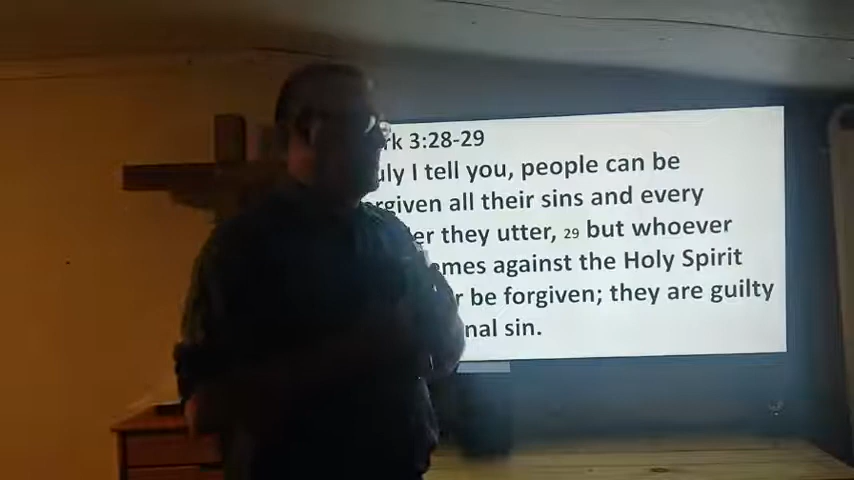 rk 3:28-29
uly I tell you, people can be
rgiven all their sins and every
er they utter, 29 but whoever
emes against the Holy Spirit
r be forgiven; they are guilty
nal sin.